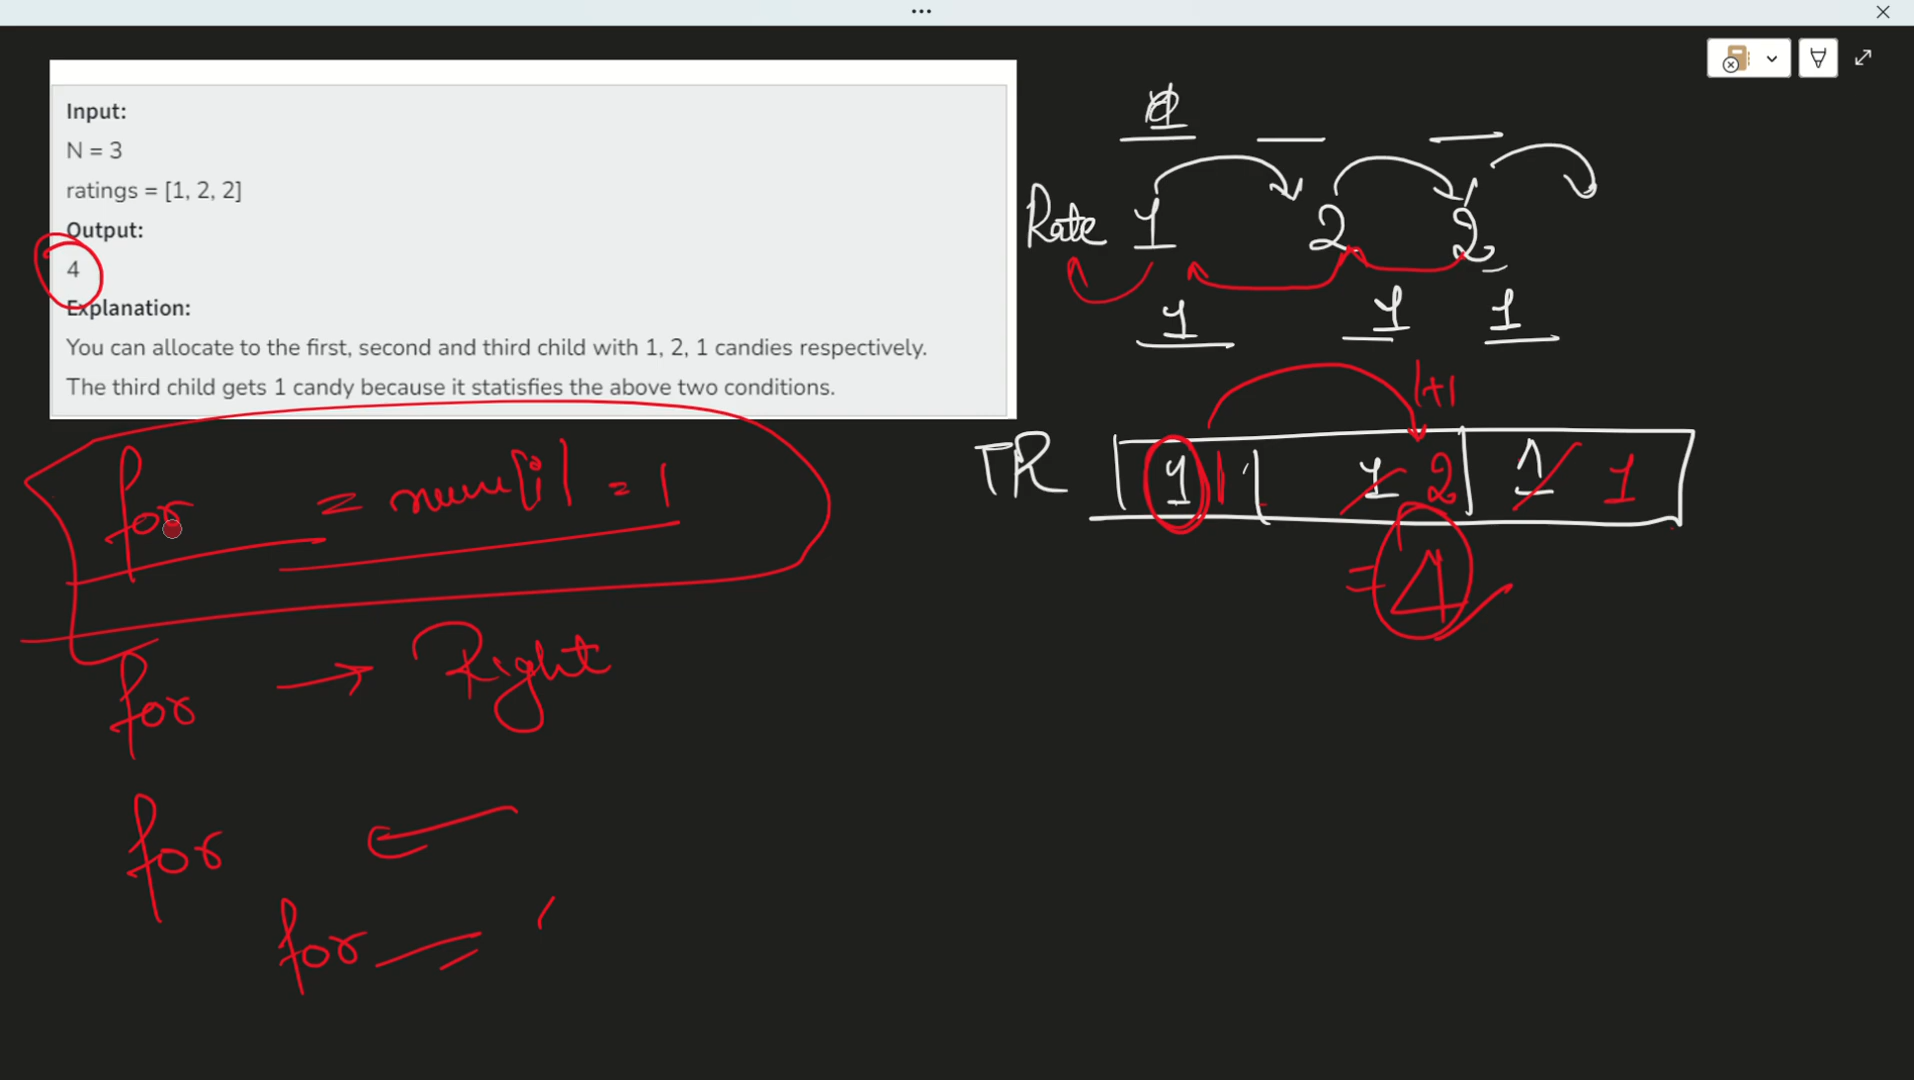 Input:
N = 3
ratings = [1, 2, 2]
Output:
4
Explanation:
You can allocate to the first, second and third child with 1, 2, 1 candies respectively.
The third child gets 1 candy because it statisfies the above two conditions.
Rate 1 2 2
1 1 1
1+1
TR 1 1 2 1 1
= 4
for = num[i] = 1
for → Right
for ←
for